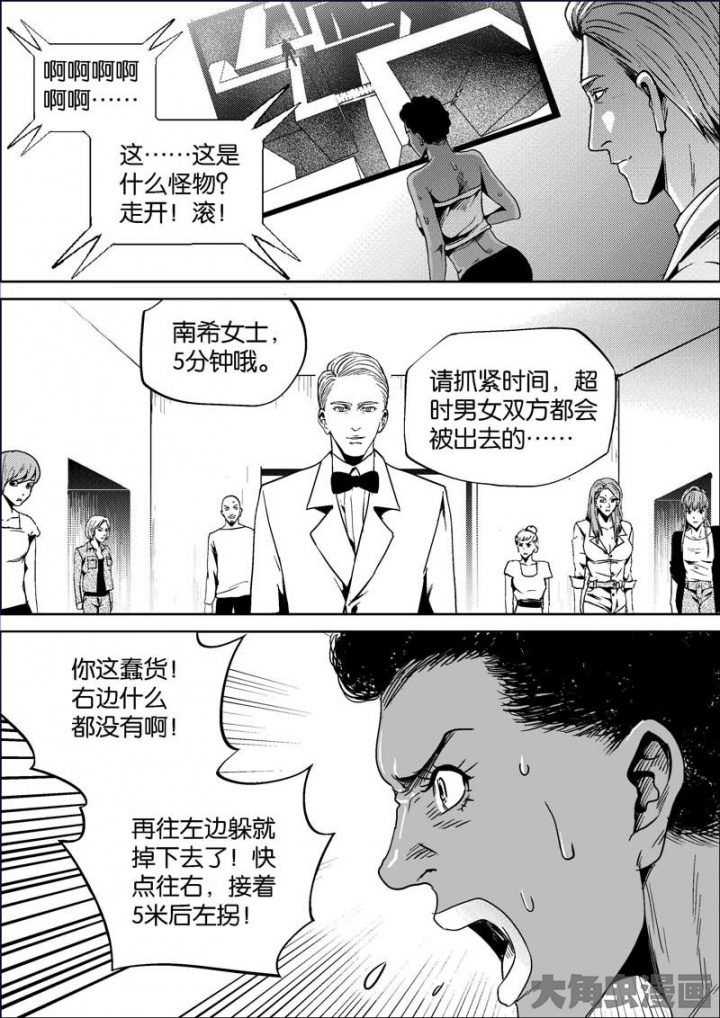 啊啊啊啊
啊啊……
这……这是
什么怪物？
走开！滚！
南希女士，
5分钟哦。
请抓紧时间，超
时男女双方都会
被出去的……
你这蠢货！
右边什么
都没有啊！
再往左边躲就
掉下去了！快
点往右，接着
5米后左拐！
大角虫漫画